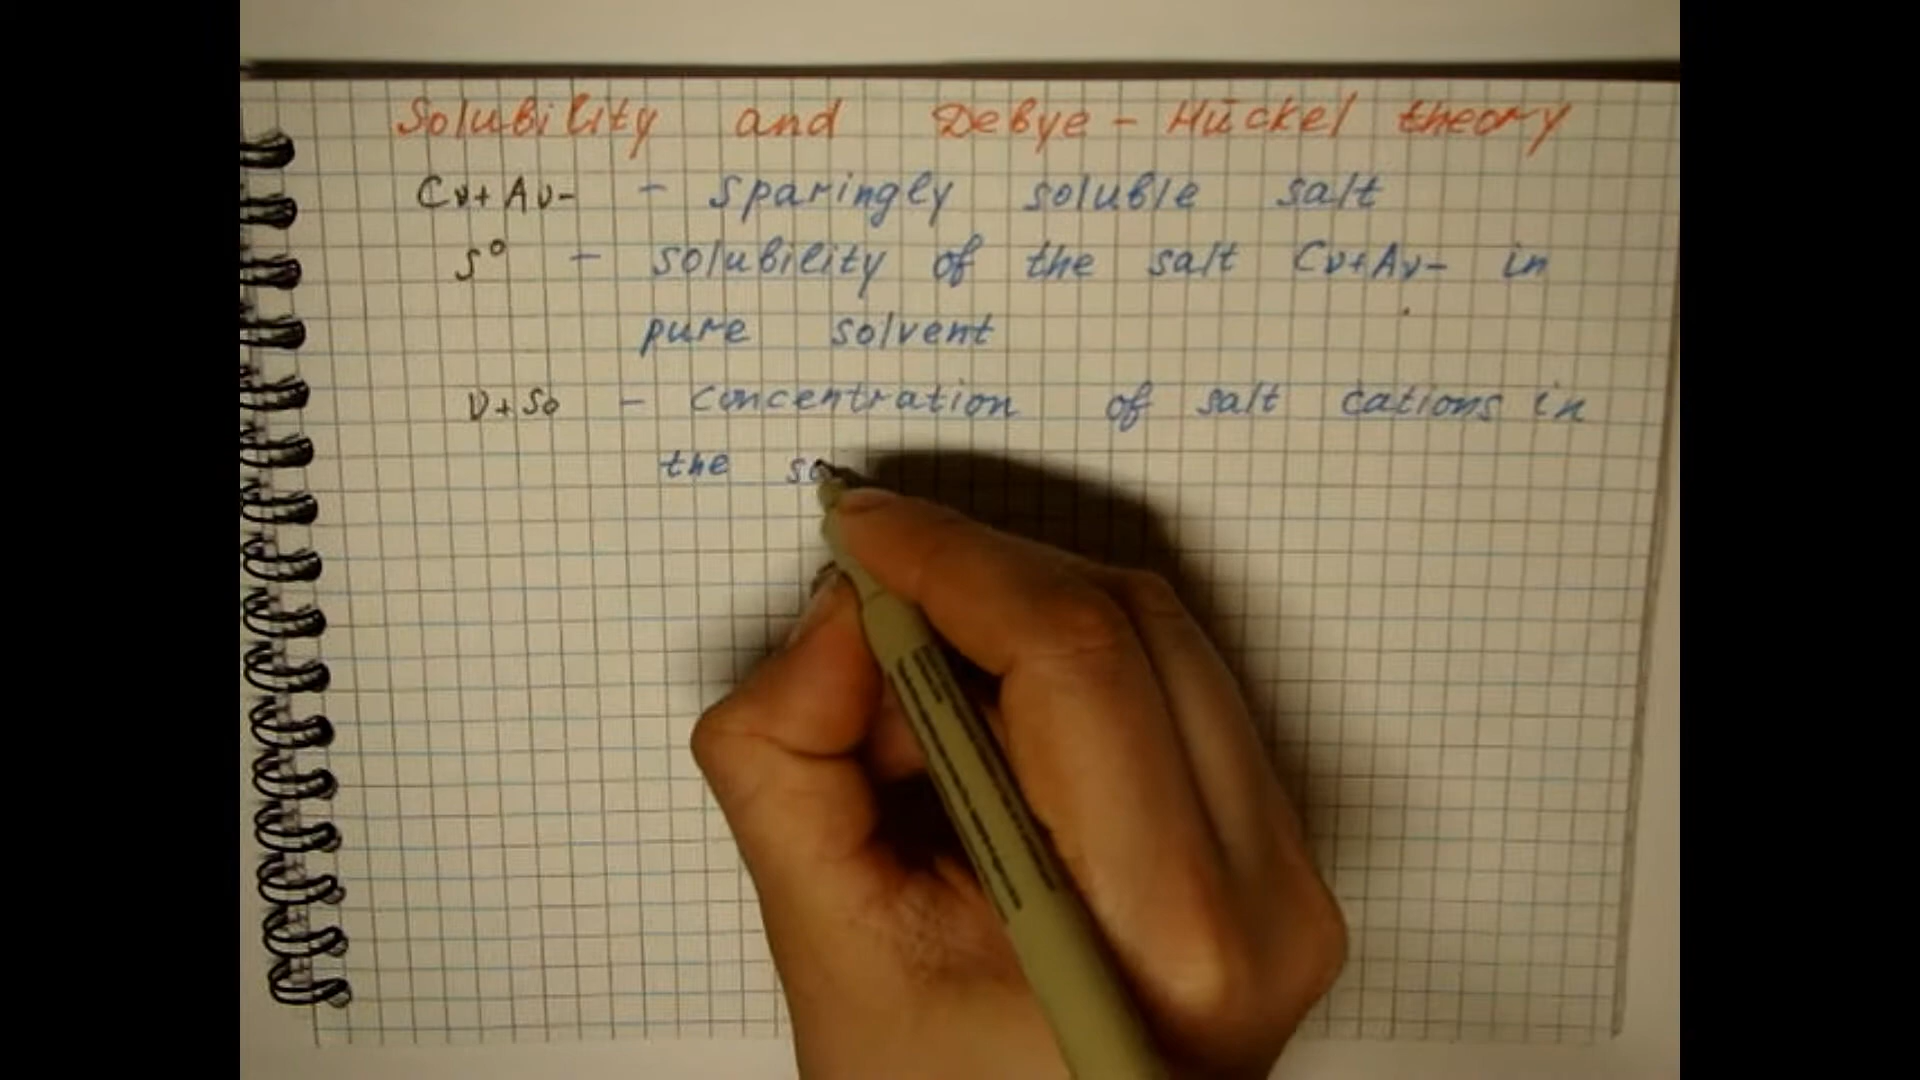 Solubility and Debye - Hückel theory
Cν+Aν- - sparingly soluble salt
s° - solubility of the salt Cν+Aν- in
pure solvent
ν+s° - concentration of salt cations in
the so